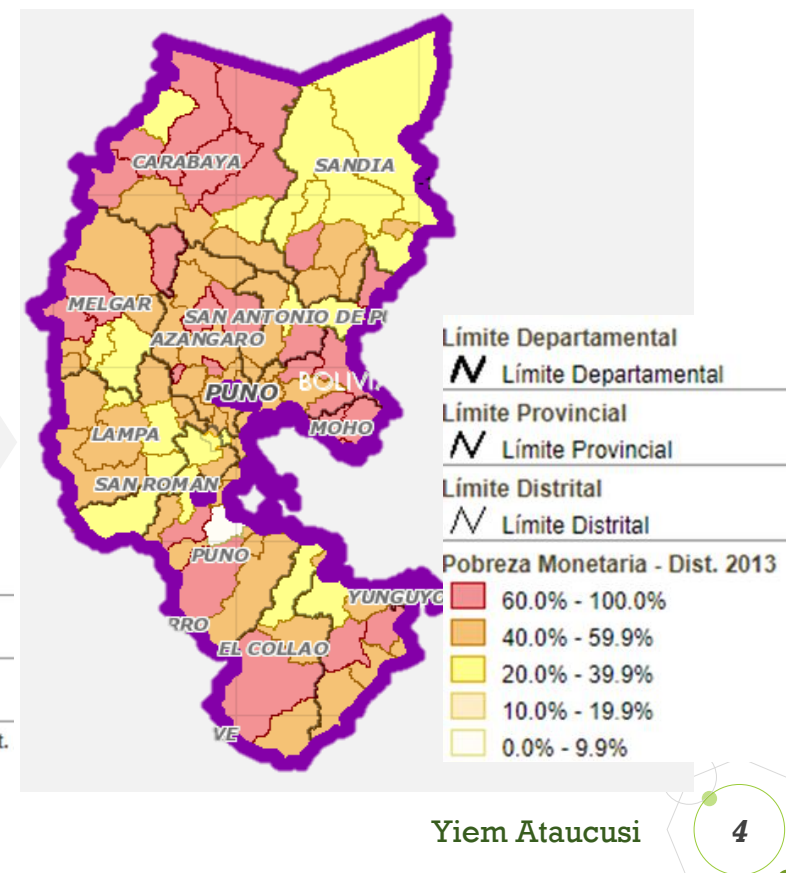 CARABAYA
SANDIA
MELGAR
SAN ANTONIO DE PU
AZANGARO
BOLIVI
PUNO
LAMPA
MOHO
SAN ROMAN
PUNO
YUNGUYO
RRO
EL COLLAO
VE
t.
Límite Departamental
Límite Departamental
Límite Provincial
Límite Provincial
Límite Distrital
Límite Distrital
Pobreza Monetaria - Dist. 2013
60.0% - 100.0%
40.0% - 59.9%
20.0% - 39.9%
10.0% - 19.9%
0.0% - 9.9%
Yiem Ataucusi
4